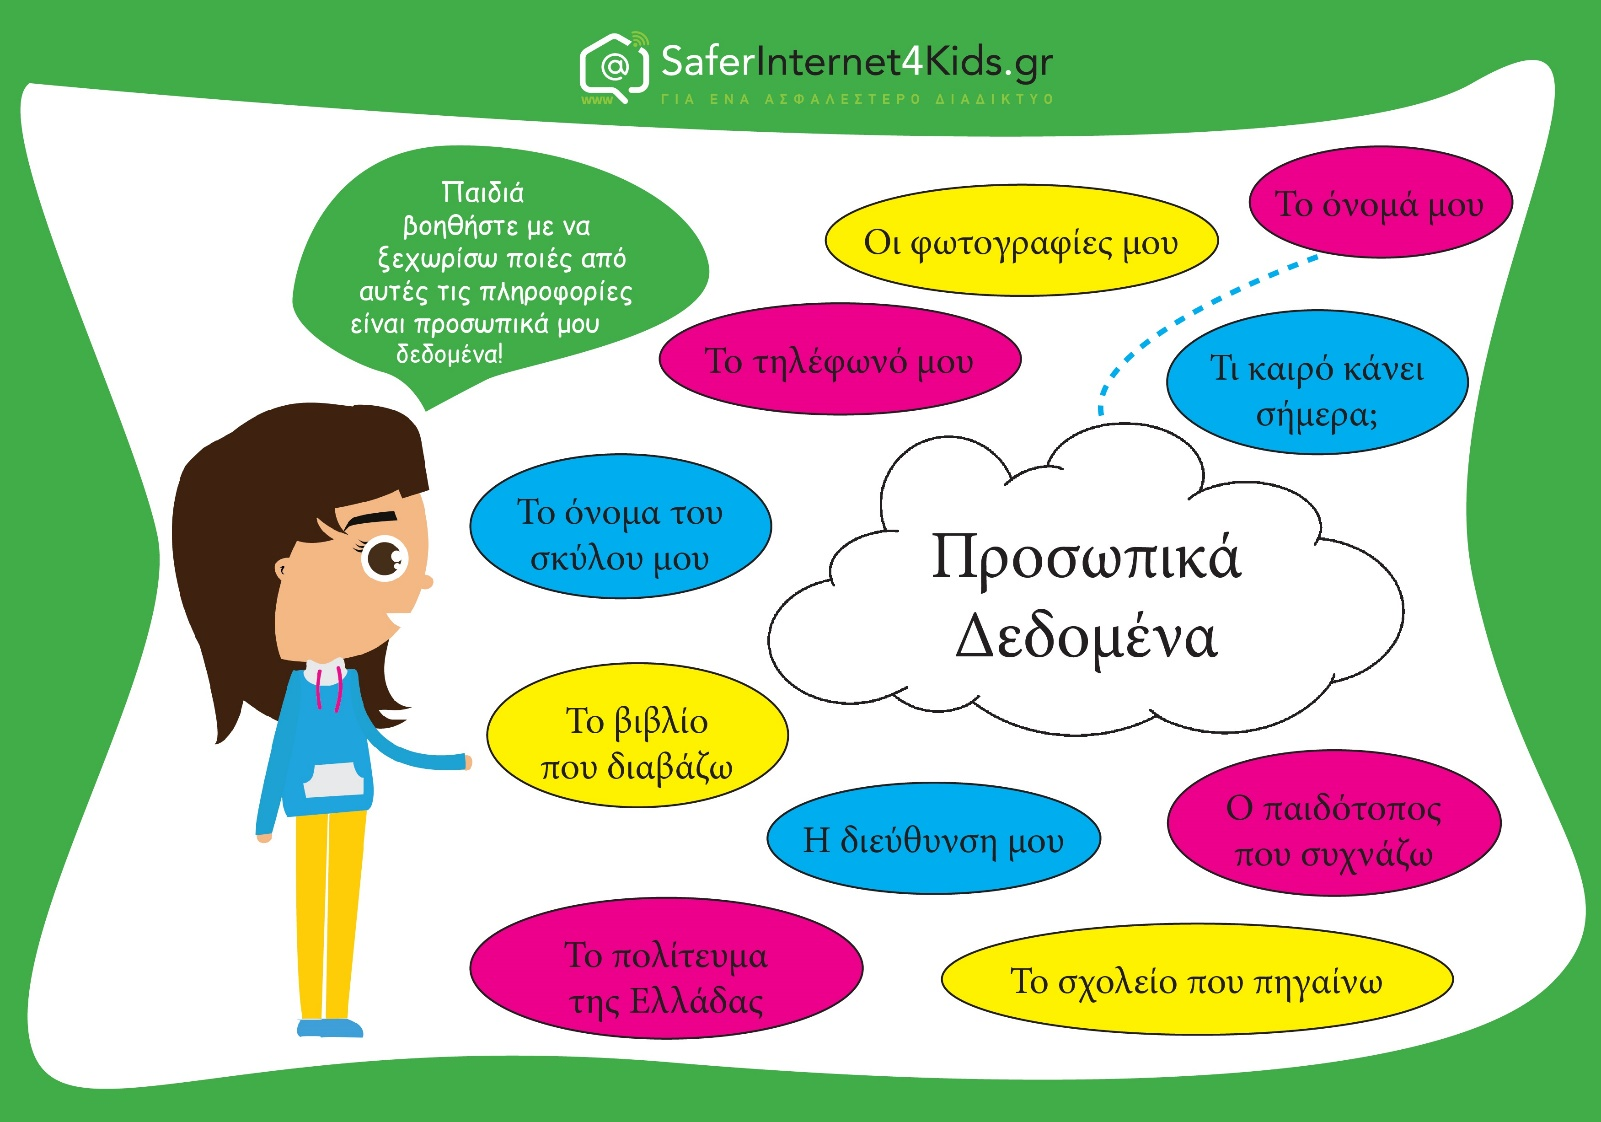 @
www
SaferInternet4Kids.gr
ΓΙΑ ΕΝΑ ΑΣΦΑΛΕΣΤΕΡΟ ΔΙΑΔΙΚΤΥΟ
Παιδιά
βοηθήστε με να
ξεχωρίσω ποιές από
αυτές τις πληροφορίες
είναι προσωπικά μου
δεδομένα!
Οι φωτογραφίες μου
Το όνομά μου
Το τηλέφωνό μου
Τι καιρό κάνει
σήμερα;
Το όνομα του
σκύλου μου
Προσωπικά
Δεδομένα
Το βιβλίο
που διαβάζω
Η διεύθυνση μου
Ο παιδότοπος
που συχνάζω
Το πολίτευμα
της Ελλάδας
Το σχολείο που πηγαίνω